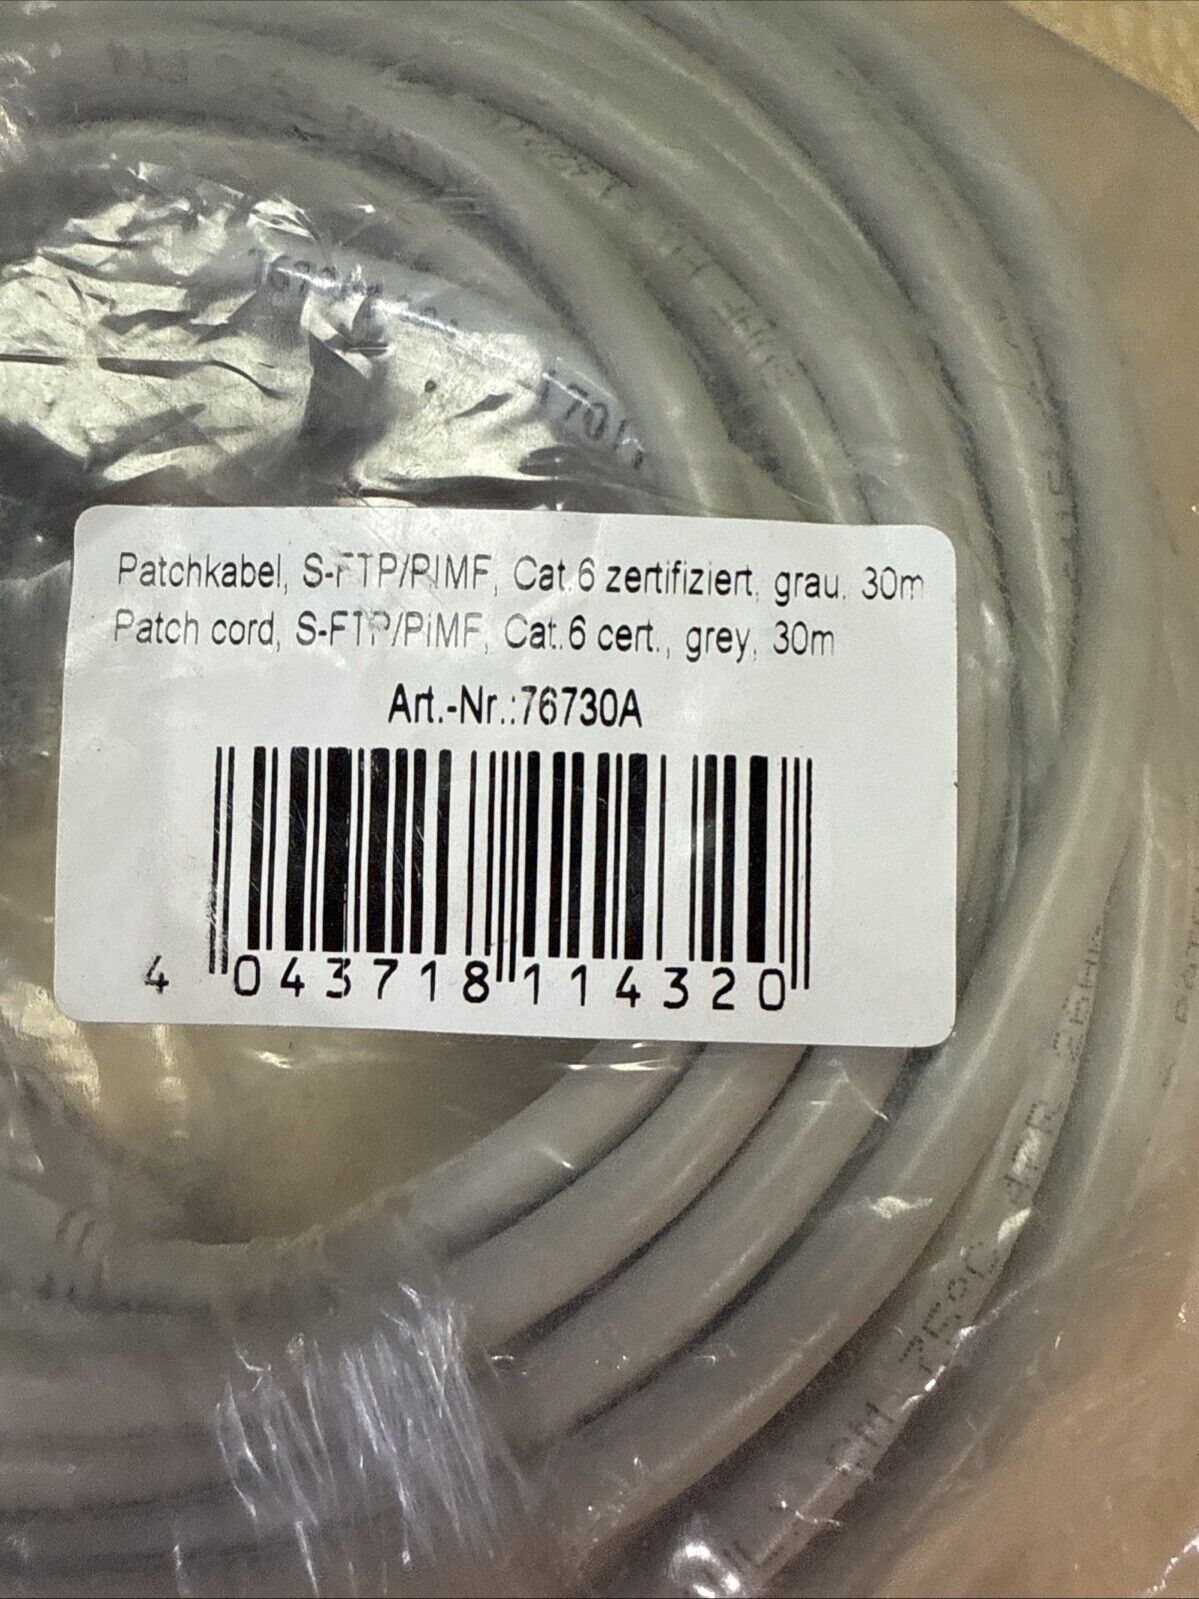 Patchkabel, S-FTP/PIMF, Cat.6 zertifiziert, grau, 30m
Patch cord, S-FTP/PiMF, Cat..6 cert., grey, 30m
Art.-Nr.:76730A
4 043718 114320
75°C